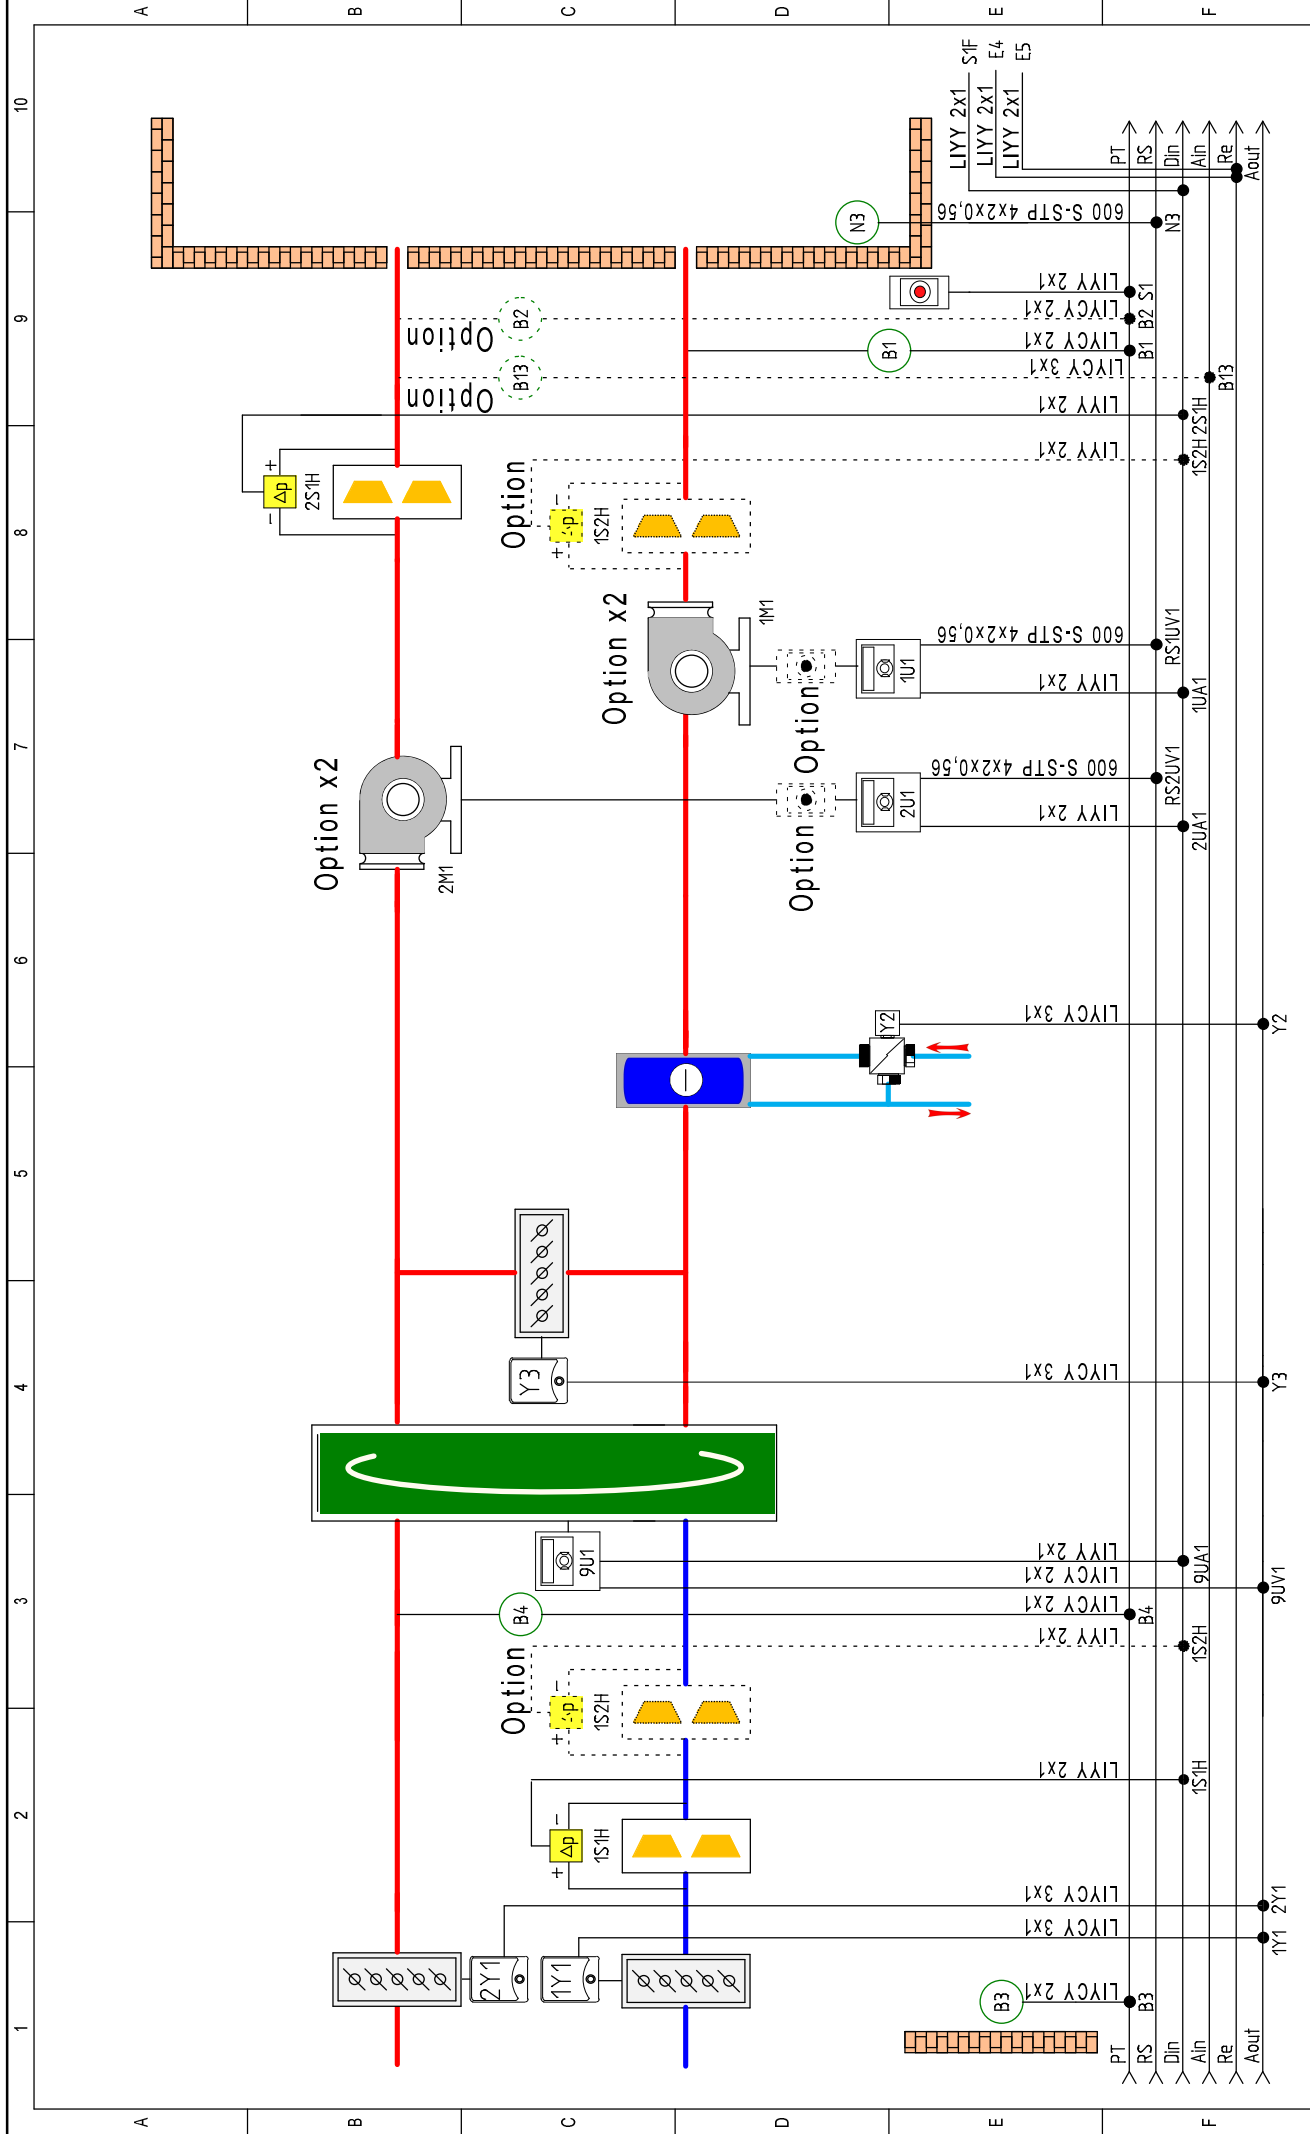 A B C D E F
10
9
8
7
6
5
4
3
2
1
S1F
E4
E5
LIYY 2x1
LIYY 2x1
LIYY 2x1
PT
RS
Din
Ain
Re
Aout
N3
600 S-STP 4x2x0,56
N3
LIYY 2x1
S1
B2
Option
LIYCY 2x1
B2
B1
LIYCY 2x1
B1
B13
Option
LIYCY 3x1
B13
LIYY 2x1
2S1H
LIYY 2x1
1S2H
+
Δp
-
2S1H
Option
-
Δp
+
1S2H
Option x2
1M1
Option
1U1
600 S-STP 4x2x0,56
RS1UV1
LIYY 2x1
1UA1
Option x2
2M1
Option
2U1
600 S-STP 4x2x0,56
RS2UV1
LIYY 2x1
2UA1
Y2
LIYCY 3x1
Y2
Y3
LIYCY 3x1
Y3
9U1
LIYY 2x1
9UA1
LIYCY 2x1
9UV1
B4
LIYCY 2x1
B4
LIYY 2x1
1S2H
Option
-
Δp
+
1S2H
LIYY 2x1
1S1H
-
Δp
+
1S1H
LIYCY 3x1
2Y1
LIYCY 3x1
1Y1
2Y1
1Y1
B3
LIYCY 2x1
B3
PT
RS
Din
Ain
Re
Aout
A B C D E F